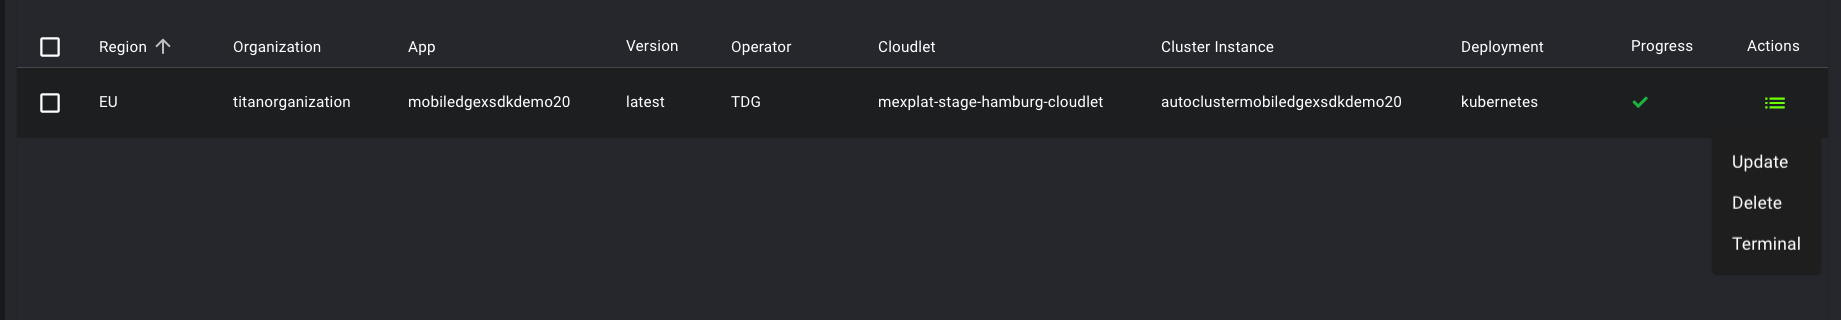 Region Organization App Version Operator Cloudlet Cluster Instance Deployment Progress Actions
EU titanorganization mobiledgexsdkdemo20 latest TDG mexplat-stage-hamburg-cloudlet autoclustermobiledgexsdkdemo20 kubernetes
Update
Delete
Terminal